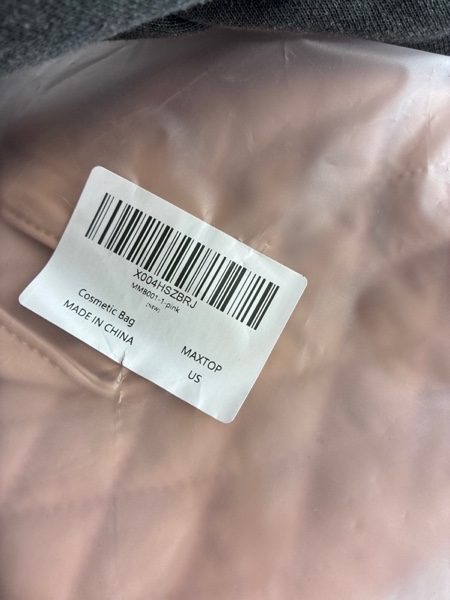 X004HSZBRJ
MMB001-1-pink
(NEW)
Cosmetic Bag
MADE IN CHINA
MAXTOP
US